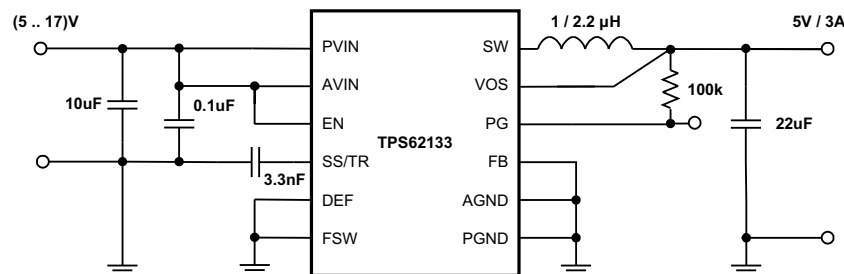 (5 .. 17)V
1 / 2.2 µH
5V / 3A
PVIN
SW
AVIN
VOS
10uF
0.1uF
100k
EN
PG
22uF
TPS62133
SS/TR
FB
3.3nF
DEF
AGND
FSW
PGND